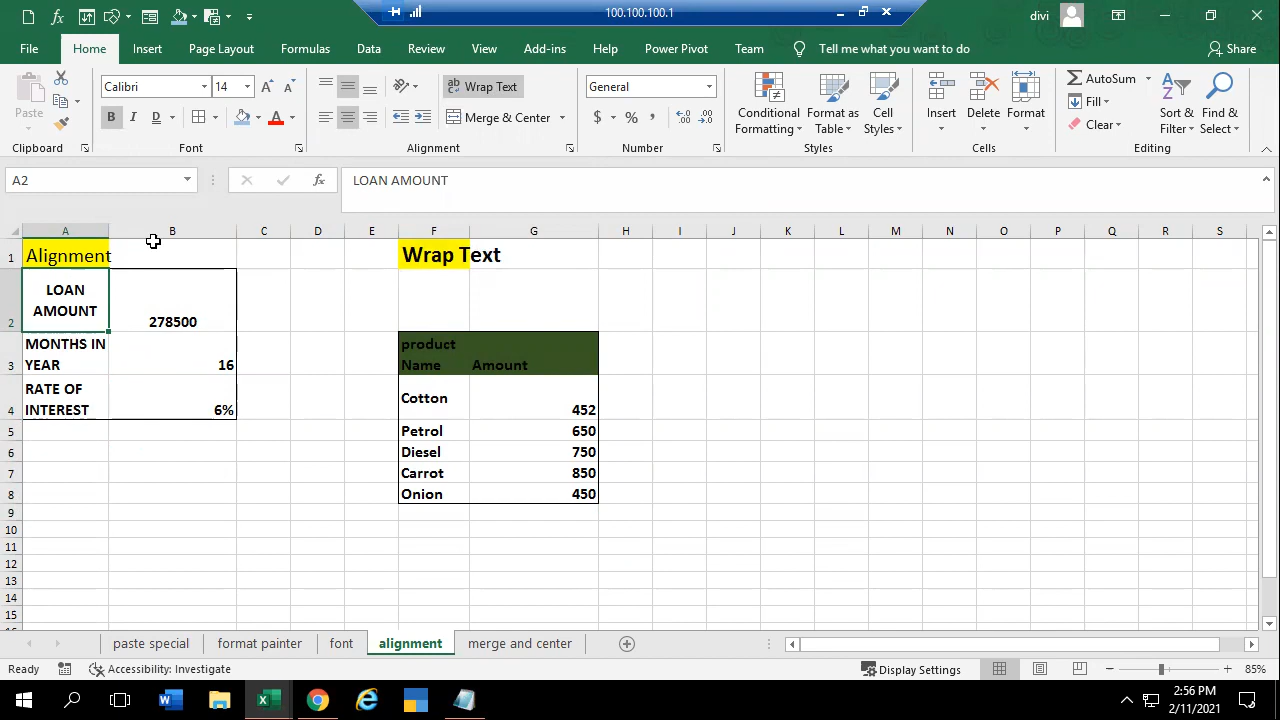 100.100.100.1
divi
File Home Insert Page Layout Formulas Data Review View Add-ins Help Power Pivot Team Tell me what you want to do Share
Calibri 14 Wrap Text General AutoSum
Paste B I D Merge & Center $ % Conditional Formatting Format as Table Cell Styles Insert Delete Format Fill Clear Sort & Filter Find & Select
Clipboard Font Alignment Number Styles Cells Editing
A2 fx LOAN AMOUNT
A B C D E F G H I J K L M N O P Q R S
1 Alignment Wrap Text
LOAN
2 AMOUNT 278500
MONTHS IN product
3 YEAR 16 Name Amount
RATE OF Cotton
4 INTEREST 6% 452
5 Petrol 650
6 Diesel 750
7 Carrot 850
8 Onion 450
9
10
11
12
13
14
15
paste special format painter font alignment merge and center
Ready Accessibility: Investigate Display Settings 85%
2:56 PM
2/11/2021